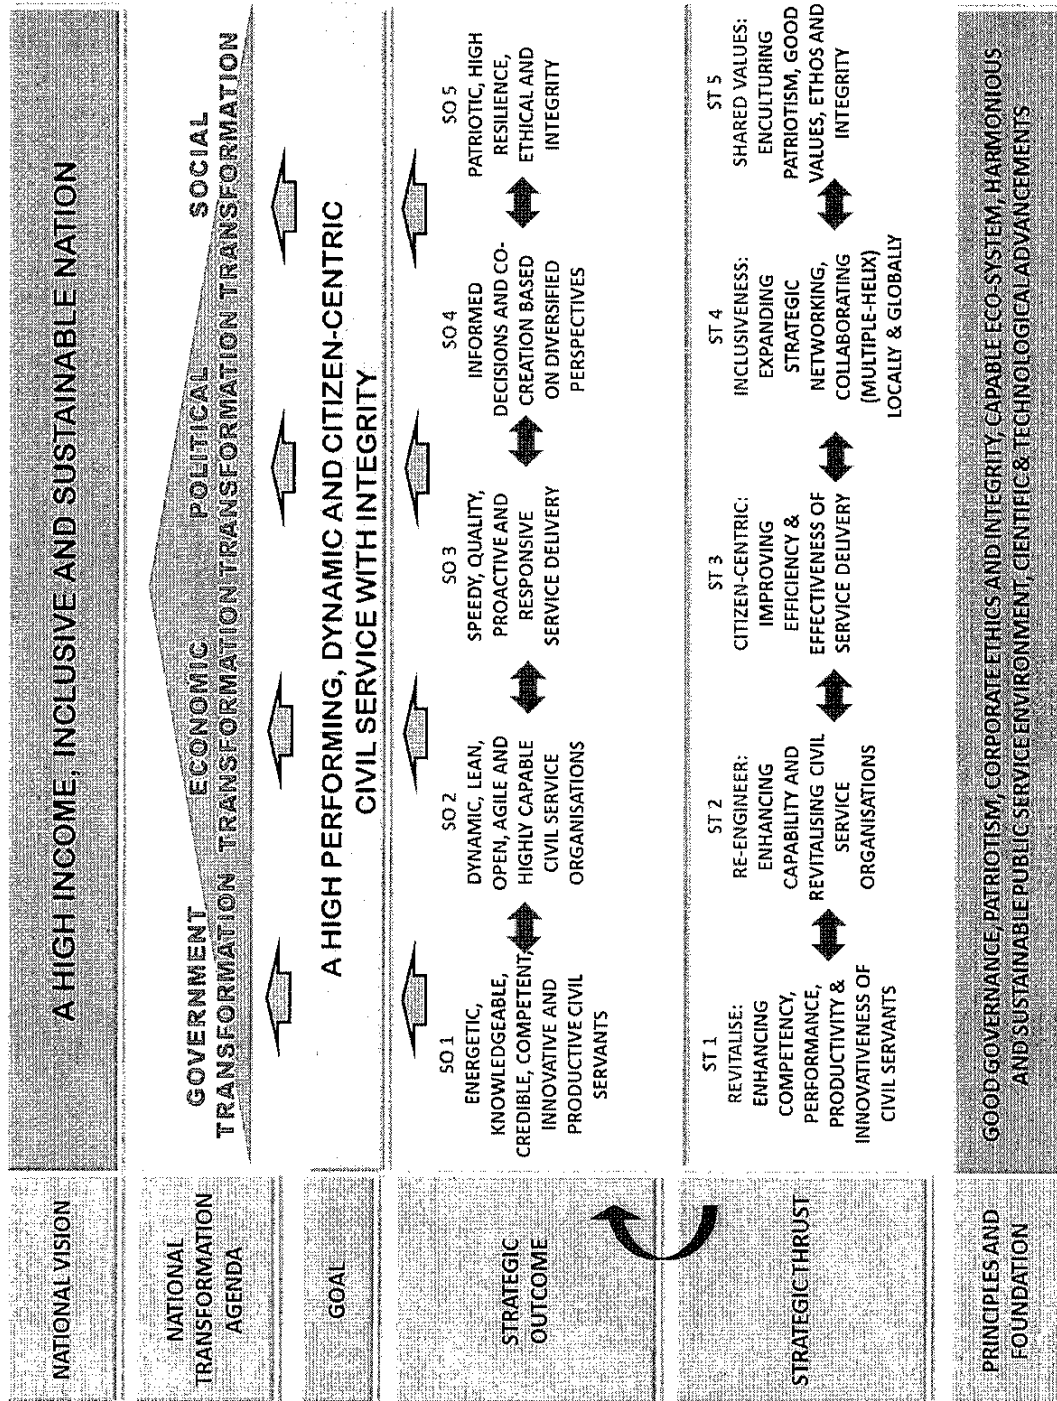 NATIONAL VISION
A HIGH INCOME, INCLUSIVE AND SUSTAINABLE NATION
NATIONAL
TRANSFORMATION
AGENDA
GOVERNMENT
TRANSFORMATION
ECONOMIC
TRANSFORMATION
POLITICAL
TRANSFORMATION
SOCIAL
TRANSFORMATION
GOAL
A HIGH PERFORMING, DYNAMIC AND CITIZEN-CENTRIC
CIVIL SERVICE WITH INTEGRITY
STRATEGIC
OUTCOME
SO 1
ENERGETIC,
KNOWLEDGEABLE,
CREDIBLE, COMPETENT,
INNOVATIVE AND
PRODUCTIVE CIVIL
SERVANTS
SO 2
DYNAMIC, LEAN,
OPEN, AGILE AND
HIGHLY CAPABLE
CIVIL SERVICE
ORGANISATIONS
SO 3
SPEEDY, QUALITY,
PROACTIVE AND
RESPONSIVE
SERVICE DELIVERY
SO 4
INFORMED
DECISIONS AND CO-
CREATION BASED
ON DIVERSIFIED
PERSPECTIVES
SO 5
PATRIOTIC, HIGH
RESILIENCE,
ETHICAL AND
INTEGRITY
STRATEGIC THRUST
ST 1
REVITALISE:
ENHANCING
COMPETENCY,
PERFORMANCE,
PRODUCTIVITY &
INNOVATIVENESS OF
CIVIL SERVANTS
ST 2
RE-ENGINEER:
ENHANCING
CAPABILITY AND
REVITALISING CIVIL
SERVICE
ORGANISATIONS
ST 3
CITIZEN-CENTRIC:
IMPROVING
EFFICIENCY &
EFFECTIVENESS OF
SERVICE DELIVERY
ST 4
INCLUSIVENESS:
EXPANDING
STRATEGIC
NETWORKING,
COLLABORATING
(MULTIPLE-HELIX)
LOCALLY & GLOBALLY
ST 5
SHARED VALUES:
ENCULTURING
PATRIOTISM, GOOD
VALUES, ETHOS AND
INTEGRITY
PRINCIPLES AND
FOUNDATION
GOOD GOVERNANCE, PATRIOTISM, CORPORATE ETHICS AND INTEGRITY, CAPABLE ECO-SYSTEM, HARMONIOUS
AND SUSTAINABLE PUBLIC SERVICE ENVIRONMENT, CIENTIFIC & TECHNOLOGICAL ADVANCEMENTS